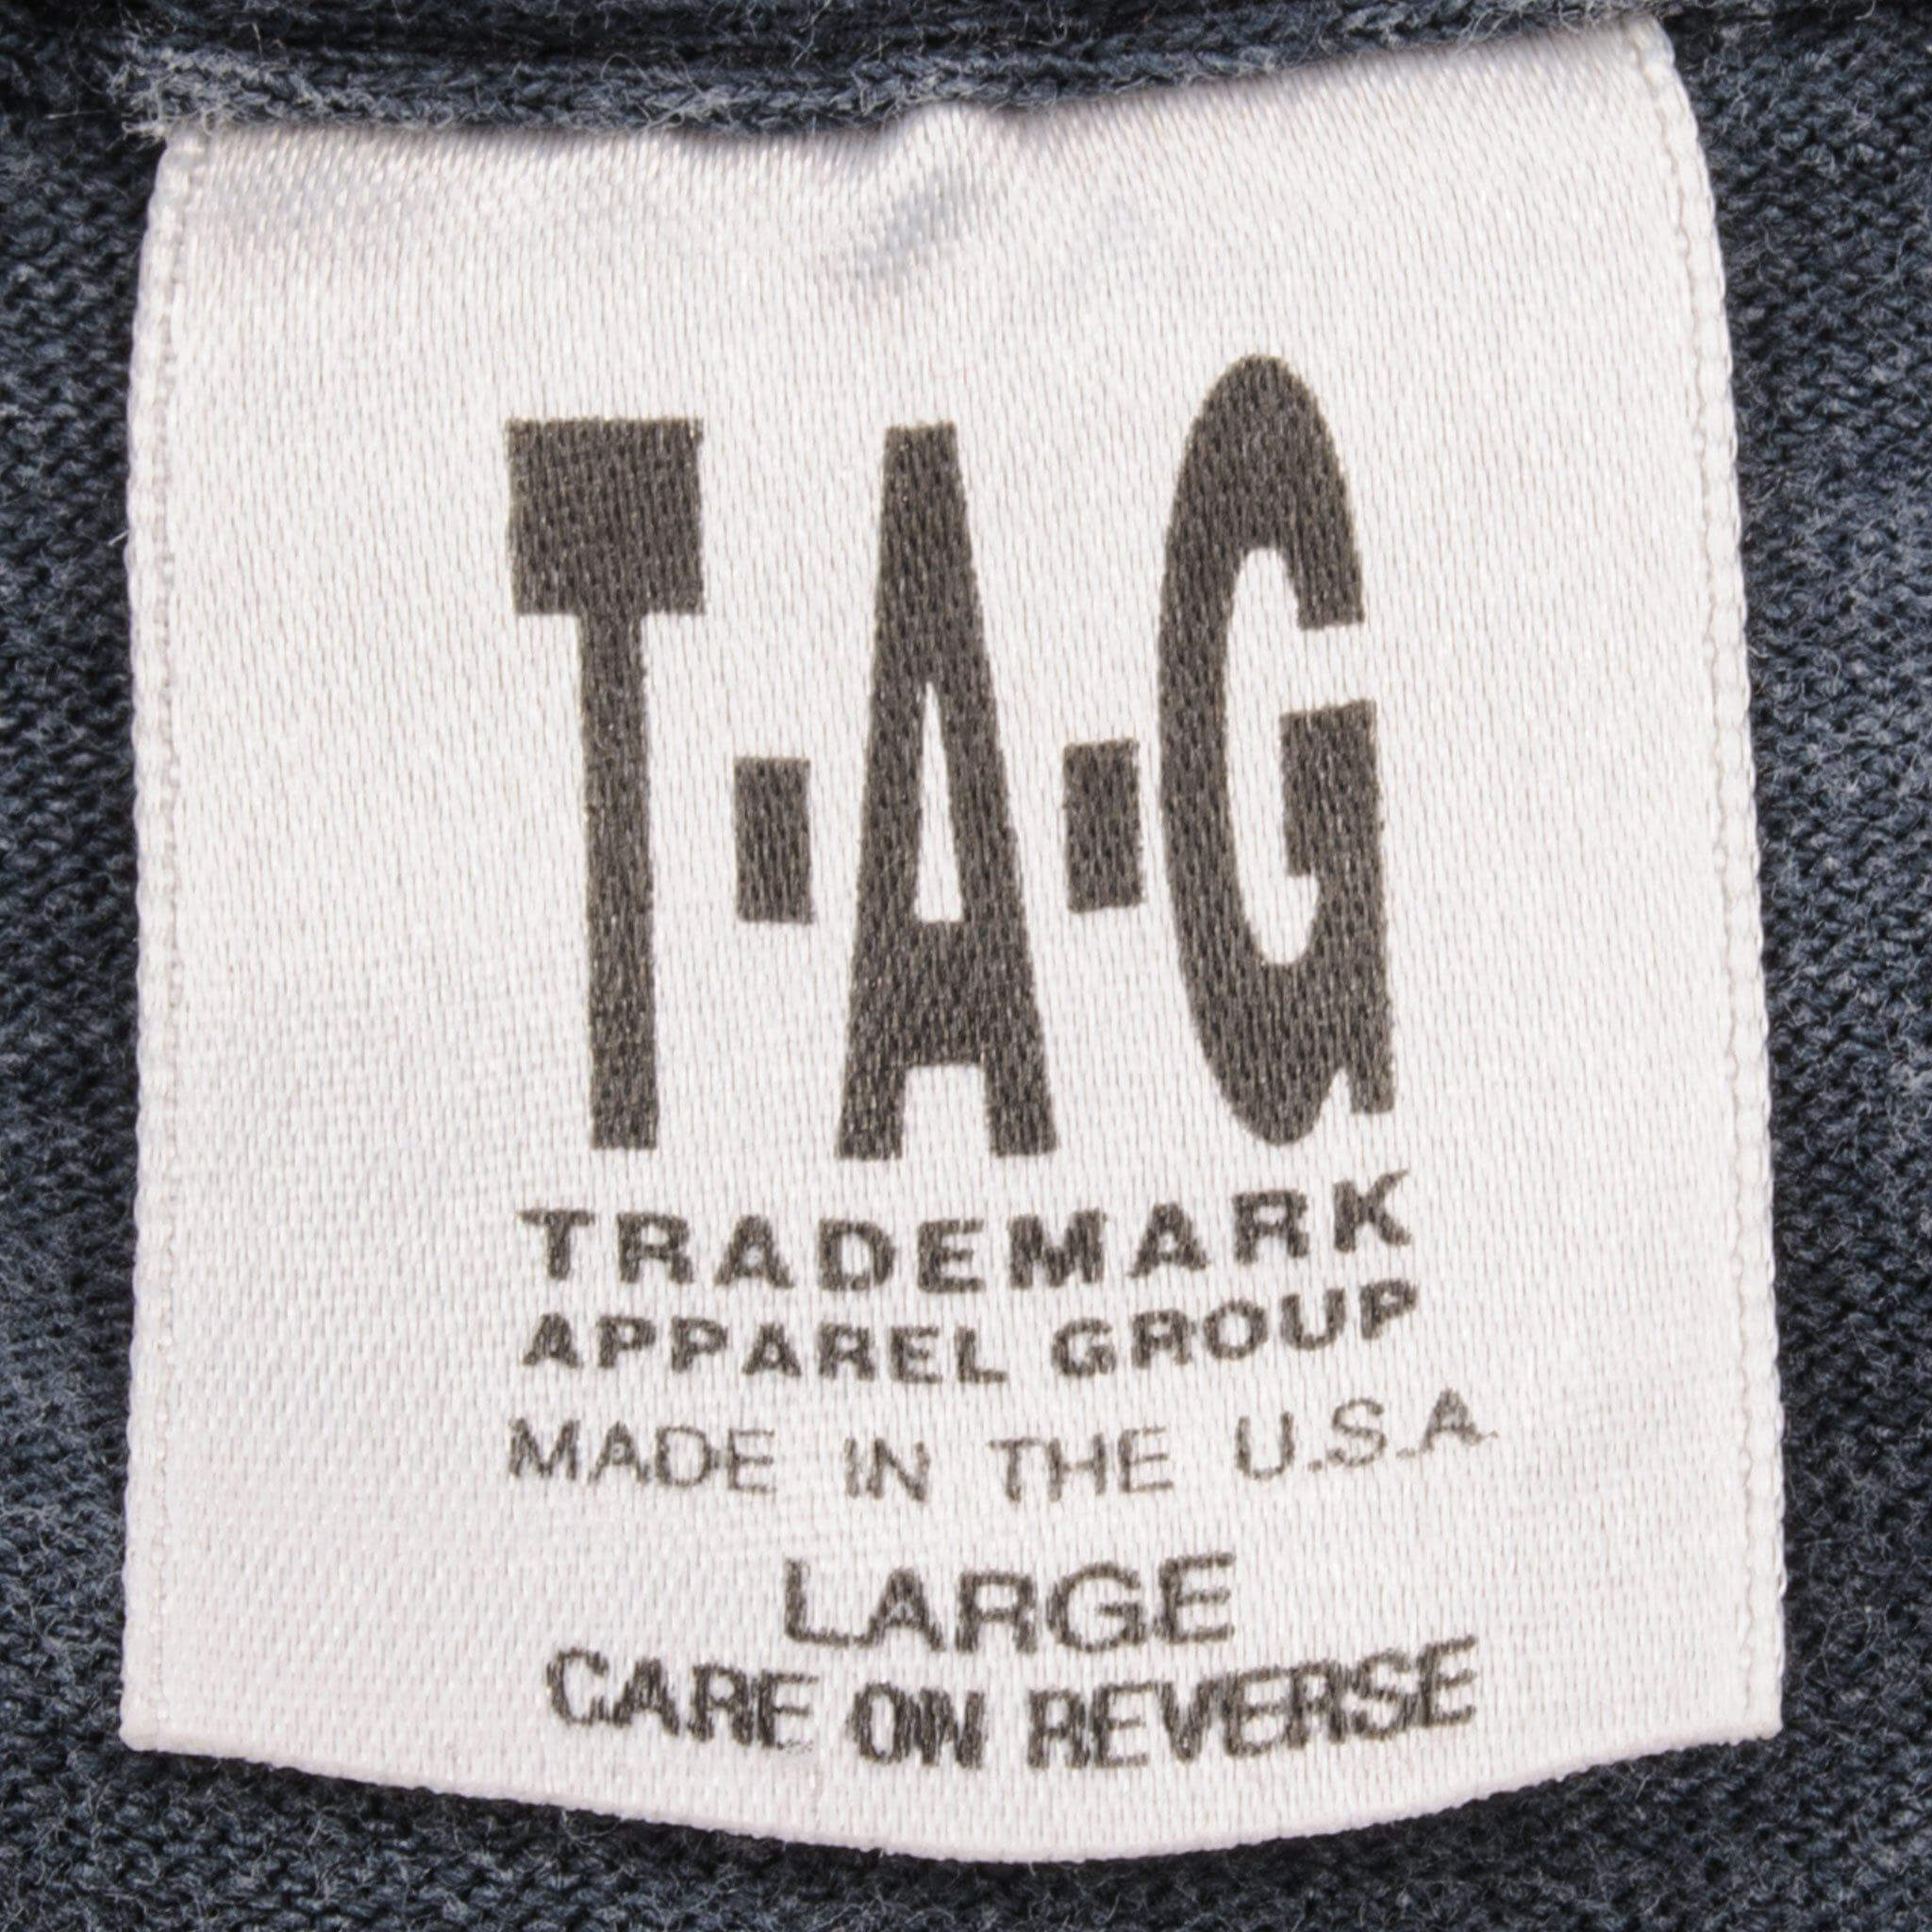 T-A-G
TRADEMARK
APPAREL GROUP
MADE IN THE U.S.A.
LARGE
CARE ON REVERSE